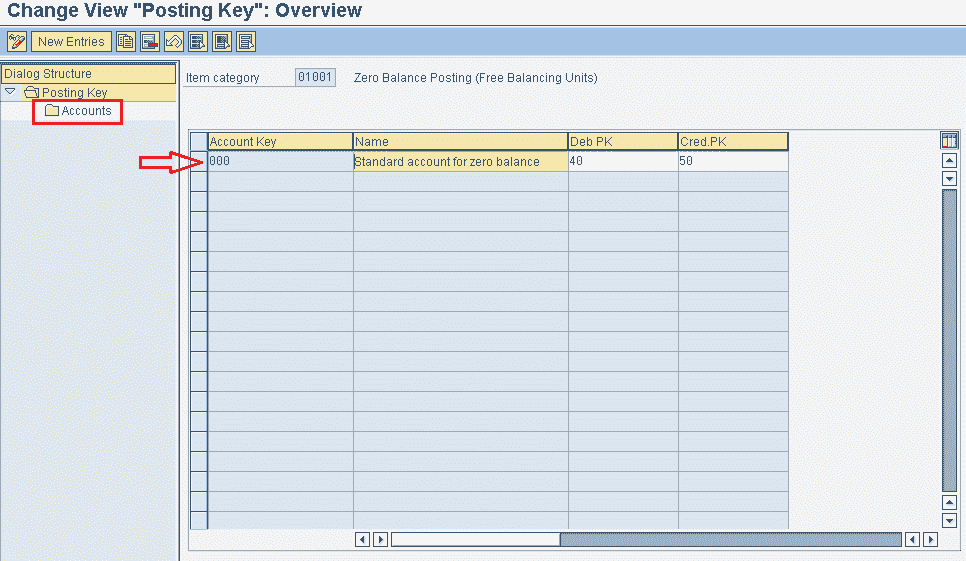 Change View "Posting Key": Overview
New Entries
Dialog Structure
Posting Key
Accounts
Item category 01001 Zero Balance Posting (Free Balancing Units)
Account Key Name Deb PK Cred.PK
000 Standard account for zero balance 40 50